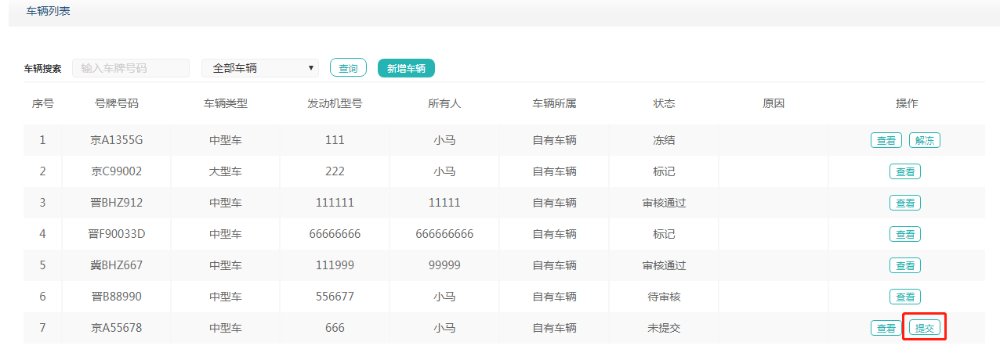 车辆列表
车辆搜索 输入车牌号码 全部车辆 查询 新增车辆
序号 号牌号码 车辆类型 发动机型号 所有人 车辆所属 状态 原因 操作
1 京A1355G 中型车 111 小马 自有车辆 冻结 查看 解冻
2 京C99002 大型车 222 小马 自有车辆 标记 查看
3 晋BHZ912 中型车 111111 11111 自有车辆 审核通过 查看
4 晋F90033D 中型车 66666666 666666666 自有车辆 标记 查看
5 冀BHZ667 中型车 111999 99999 自有车辆 审核通过 查看
6 晋B88990 中型车 556677 小马 自有车辆 待审核 查看
7 京A55678 中型车 666 小马 自有车辆 未提交 查看 提交